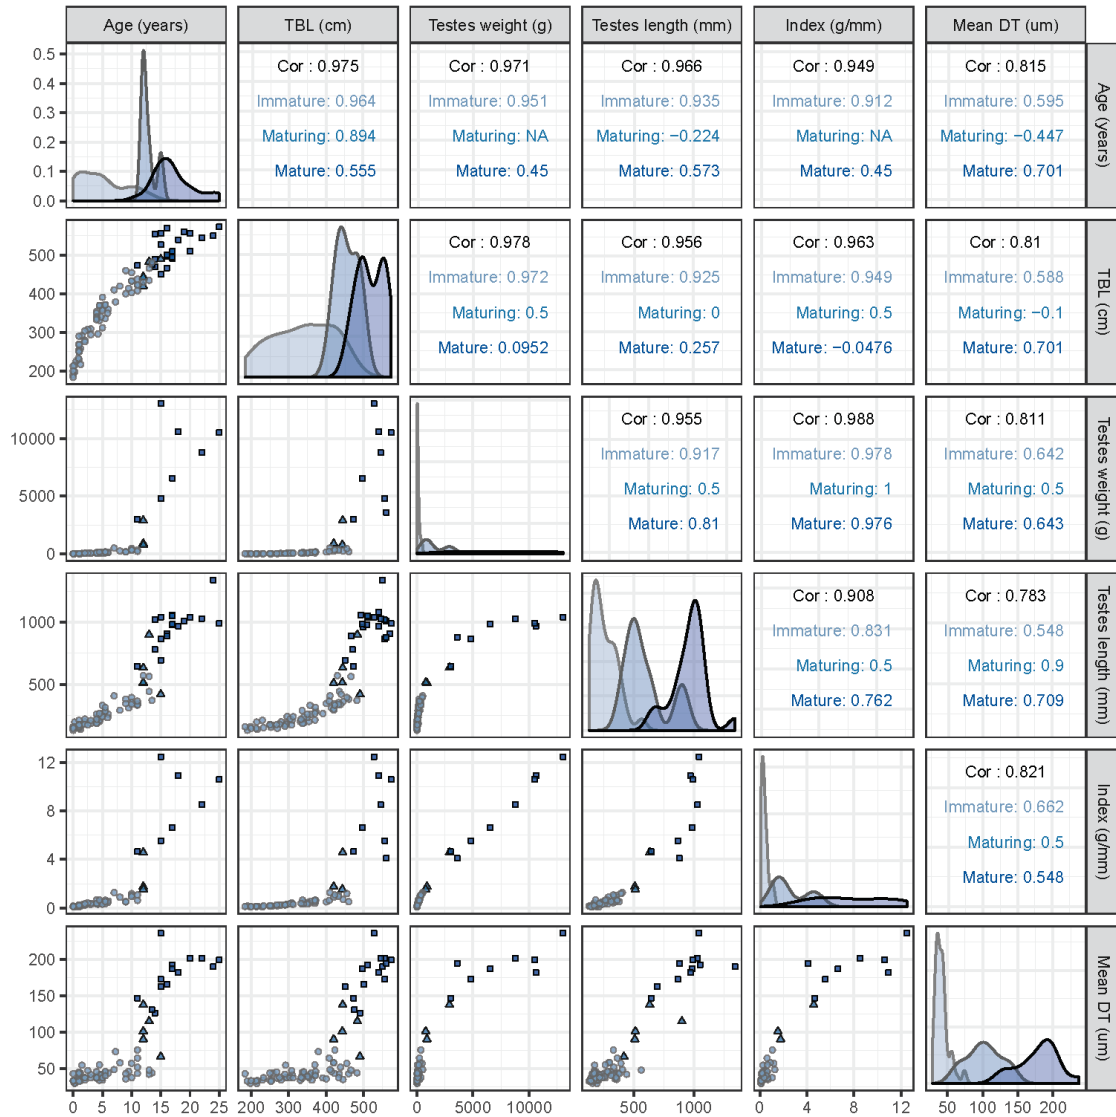 Age (years) TBL (cm) Testes weight (g) Testes length (mm) Index (g/mm) Mean DT (um)
0.5
0.4
0.3
0.2
0.1
0.0
Cor : 0.975
Immature: 0.964
Maturing: 0.894
Mature: 0.555
Cor : 0.971
Immature: 0.951
Maturing: NA
Mature: 0.45
Cor : 0.966
Immature: 0.935
Maturing: −0.224
Mature: 0.573
Cor : 0.949
Immature: 0.912
Maturing: NA
Mature: 0.45
Cor : 0.815
Immature: 0.595
Maturing: −0.447
Mature: 0.701
Age (years)
500
400
300
200
Cor : 0.978
Immature: 0.972
Maturing: 0.5
Mature: 0.0952
Cor : 0.956
Immature: 0.925
Maturing: 0
Mature: 0.257
Cor : 0.963
Immature: 0.949
Maturing: 0.5
Mature: −0.0476
Cor : 0.81
Immature: 0.588
Maturing: −0.1
Mature: 0.701
TBL (cm)
10000
5000
0
Cor : 0.955
Immature: 0.917
Maturing: 0.5
Mature: 0.81
Cor : 0.988
Immature: 0.978
Maturing: 1
Mature: 0.976
Cor : 0.811
Immature: 0.642
Maturing: 0.5
Mature: 0.643
Testes weight (g)
1000
500
Cor : 0.908
Immature: 0.831
Maturing: 0.5
Mature: 0.762
Cor : 0.783
Immature: 0.548
Maturing: 0.9
Mature: 0.709
Testes length (mm)
12
8
4
0
Cor : 0.821
Immature: 0.662
Maturing: 0.5
Mature: 0.548
Index (g/mm)
200
150
100
50
Mean DT (um)
0 5 10 15 20 25 200 300 400 500 0 5000 10000 500 1000 0 4 8 12 50 100 150 200